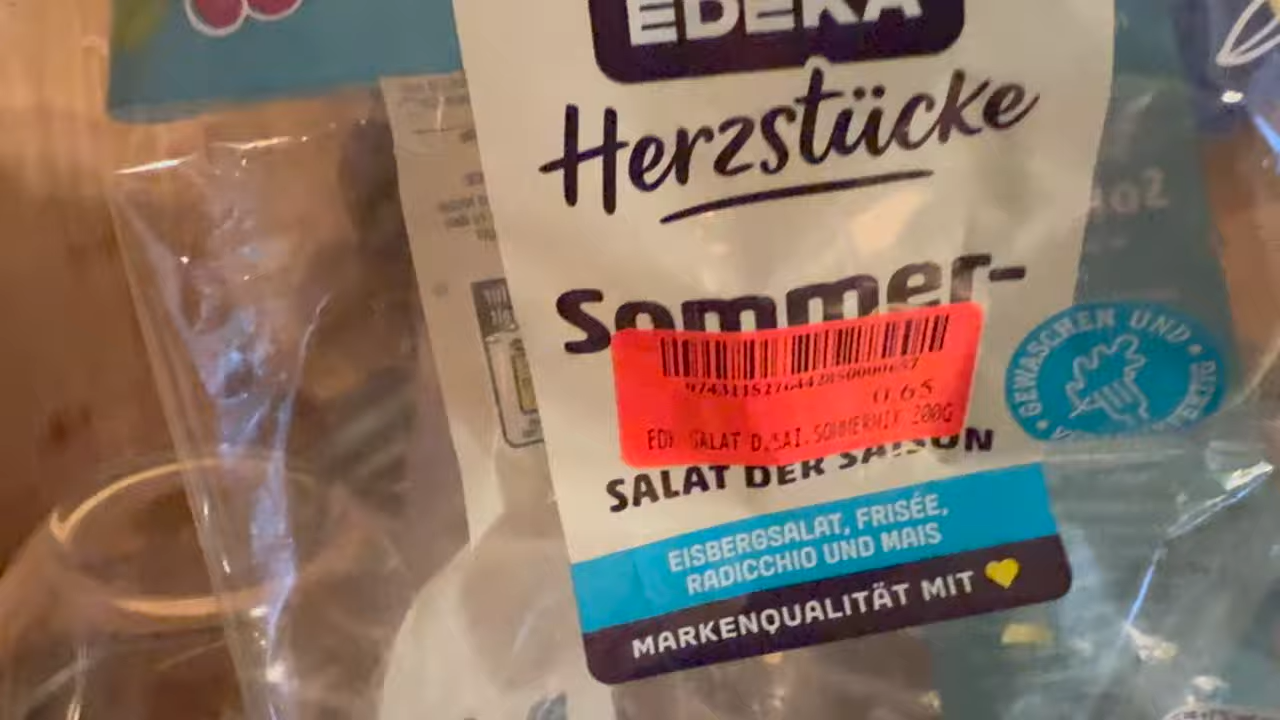 EDEKA
Herzstücke
Sommer-
0.65
EDK SALAT D.SAI.SOMMERMIX 200G
SALAT DER SAISON
GEWASCHEN UND
EISBERGSALAT, FRISÉE,
RADICCHIO UND MAIS
MARKENQUALITÄT MIT